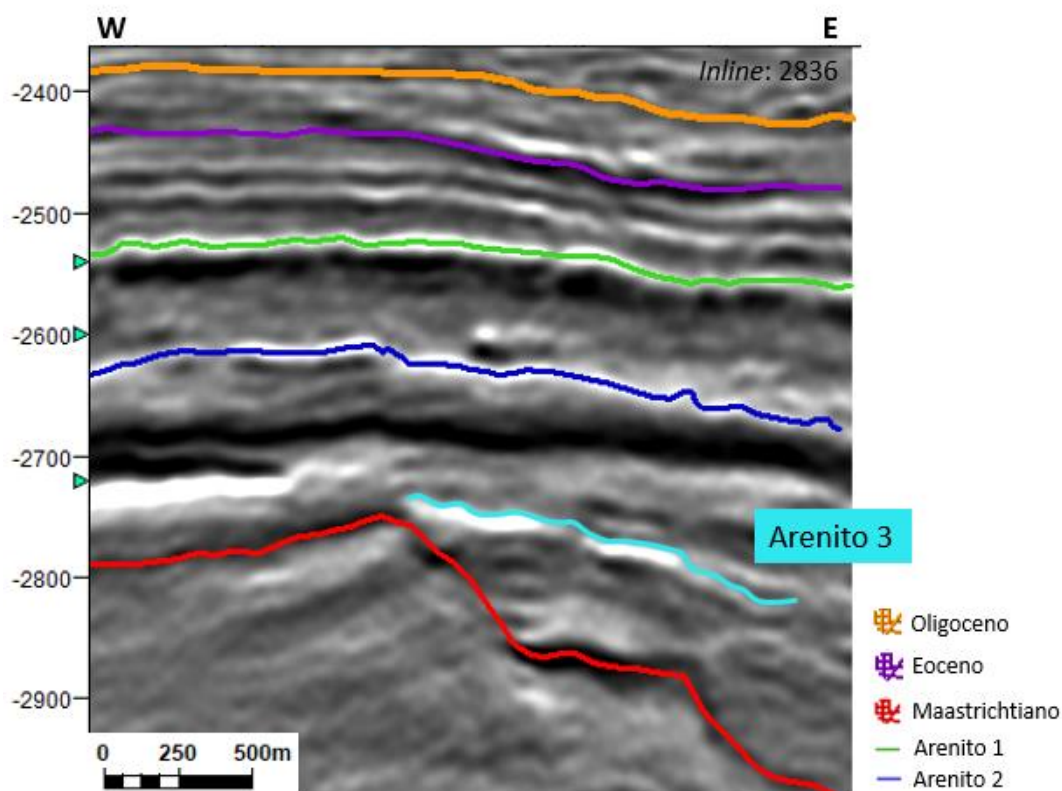 W
E
Inline: 2836
-2400
-2500
-2600
-2700
-2800
-2900
Arenito 3
Oligoceno
Eoceno
Maastrichtiano
Arenito 1
Arenito 2
0 250 500m